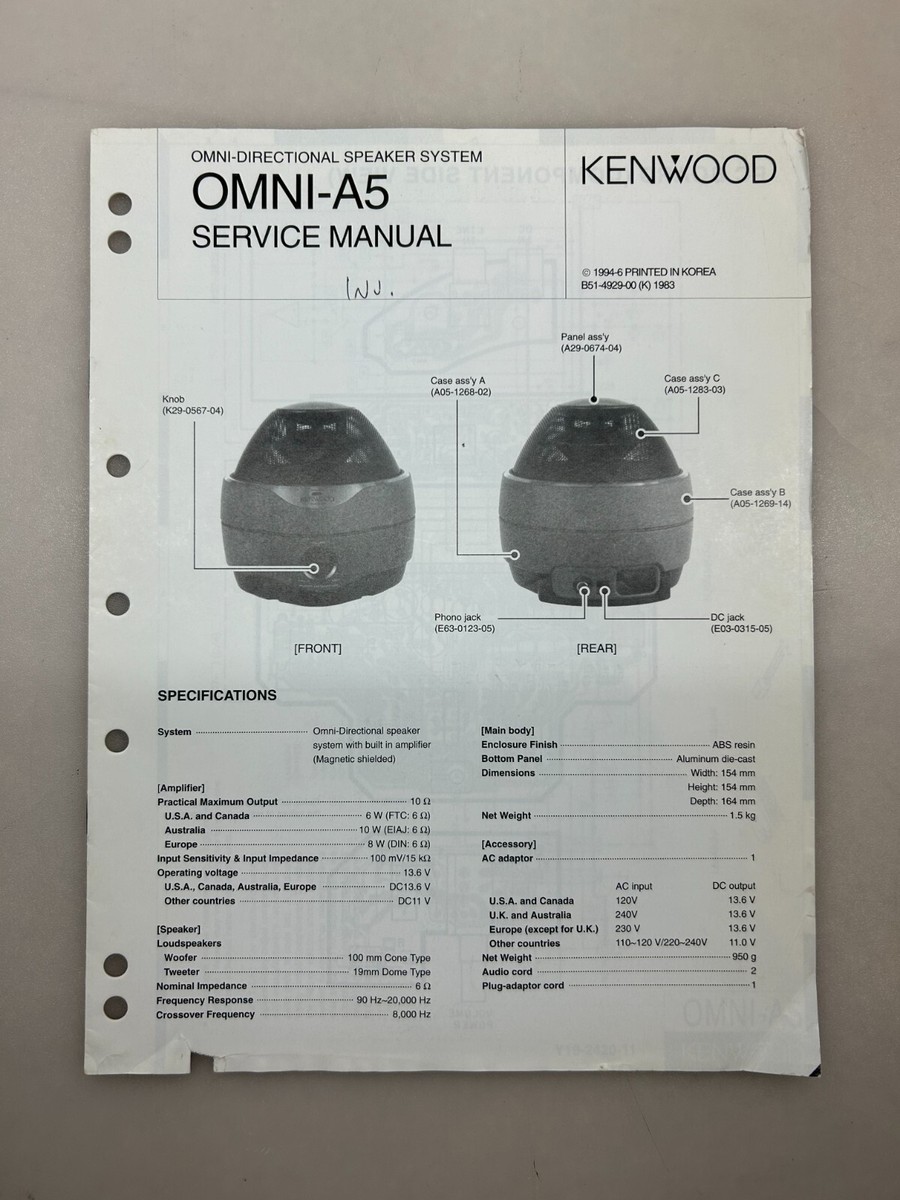 OMNI-DIRECTIONAL SPEAKER SYSTEM
OMNI-A5
SERVICE MANUAL
INU.
KENWOOD
© 1994-6 PRINTED IN KOREA
B51-4929-00 (K) 1983
Panel ass'y
(A29-0674-04)
Case ass'y A
(A05-1268-02)
Case ass'y C
(A05-1283-03)
Knob
(K29-0567-04)
Case ass'y B
(A05-1269-14)
Phono jack
(E63-0123-05)
DC jack
(E03-0315-05)
[FRONT]
[REAR]
SPECIFICATIONS
System Omni-Directional speaker
system with built in amplifier
(Magnetic shielded)
[Amplifier]
Practical Maximum Output 10 Ω
U.S.A. and Canada 6 W (FTC: 6 Ω)
Australia 10 W (EIAJ: 6 Ω)
Europe 8 W (DIN: 6 Ω)
Input Sensitivity & Input Impedance 100 mV/15 kΩ
Operating voltage 13.6 V
U.S.A., Canada, Australia, Europe DC13.6 V
Other countries DC11 V
[Speaker]
Loudspeakers
Woofer 100 mm Cone Type
Tweeter 19mm Dome Type
Nominal Impedance 6 Ω
Frequency Response 90 Hz~20,000 Hz
Crossover Frequency 8,000 Hz
[Main body]
Enclosure Finish ABS resin
Bottom Panel Aluminum die-cast
Dimensions Width: 154 mm
Height: 154 mm
Depth: 164 mm
Net Weight 1.5 kg
[Accessory]
AC adaptor 1
AC input DC output
U.S.A. and Canada 120V 13.6 V
U.K. and Australia 240V 13.6 V
Europe (except for U.K.) 230 V 13.6 V
Other countries 110~120 V/220~240V 11.0 V
Net Weight 950 g
Audio cord 2
Plug-adaptor cord 1